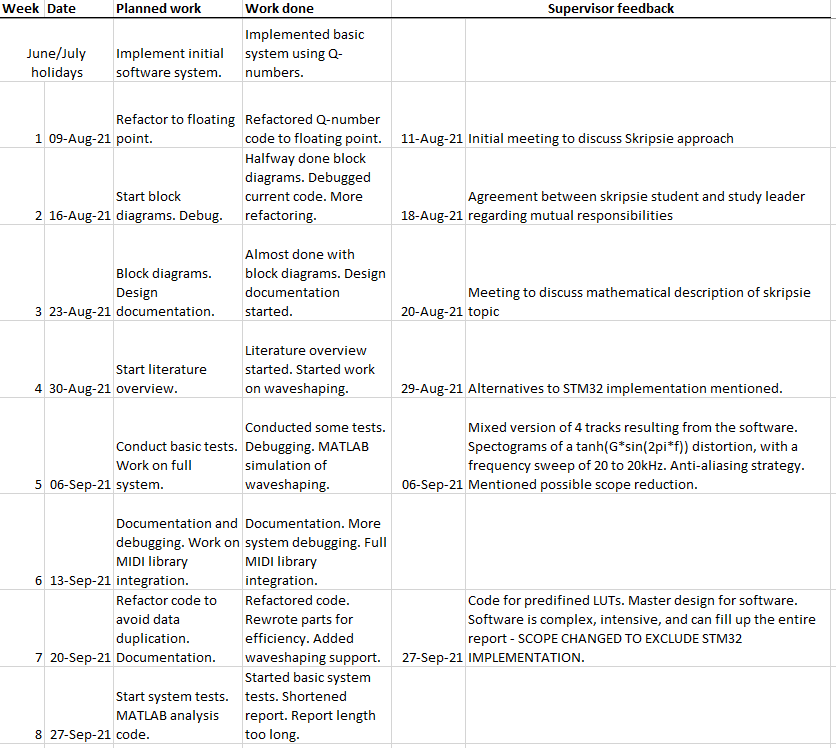 Week Date Planned work Work done Supervisor feedback
Implemented basic
June/July Implement initial system using Q-
holidays software system. numbers.
Refactor to floating Refactored Q-number
1 09-Aug-21 point. code to floating point. 11-Aug-21 Initial meeting to discuss Skripsie approach
Halfway done block
diagrams. Debugged
Start block current code. More Agreement between skripsie student and study leader
2 16-Aug-21 diagrams. Debug. refactoring. 18-Aug-21 regarding mutual responsibilities
Almost done with
Block diagrams. block diagrams. Design
Design documentation Meeting to discuss mathematical description of skripsie
3 23-Aug-21 documentation. started. 20-Aug-21 topic
Literature overview
Start literature started. Started work
4 30-Aug-21 overview. on waveshaping. 29-Aug-21 Alternatives to STM32 implementation mentioned.
Conducted some tests. Mixed version of 4 tracks resulting from the software.
Conduct basic tests. Debugging. MATLAB Spectograms of a tanh(G*sin(2pi*f)) distortion, with a
Work on full simulation of frequency sweep of 20 to 20kHz. Anti-aliasing strategy.
5 06-Sep-21 system. waveshaping. 06-Sep-21 Mentioned possible scope reduction.
Documentation and Documentation. More
debugging. Work on system debugging. Full
MIDI library MIDI library
6 13-Sep-21 integration. integration.
Refactor code to Refactored code. Code for predifined LUTs. Master design for software.
avoid data Rewrote parts for Software is complex, intensive, and can fill up the entire
duplication. efficiency. Added report - SCOPE CHANGED TO EXCLUDE STM32
7 20-Sep-21 Documentation. waveshaping support. 27-Sep-21 IMPLEMENTATION.
Started basic system
Start system tests. tests. Shortened
MATLAB analysis report. Report length
8 27-Sep-21 code. too long.